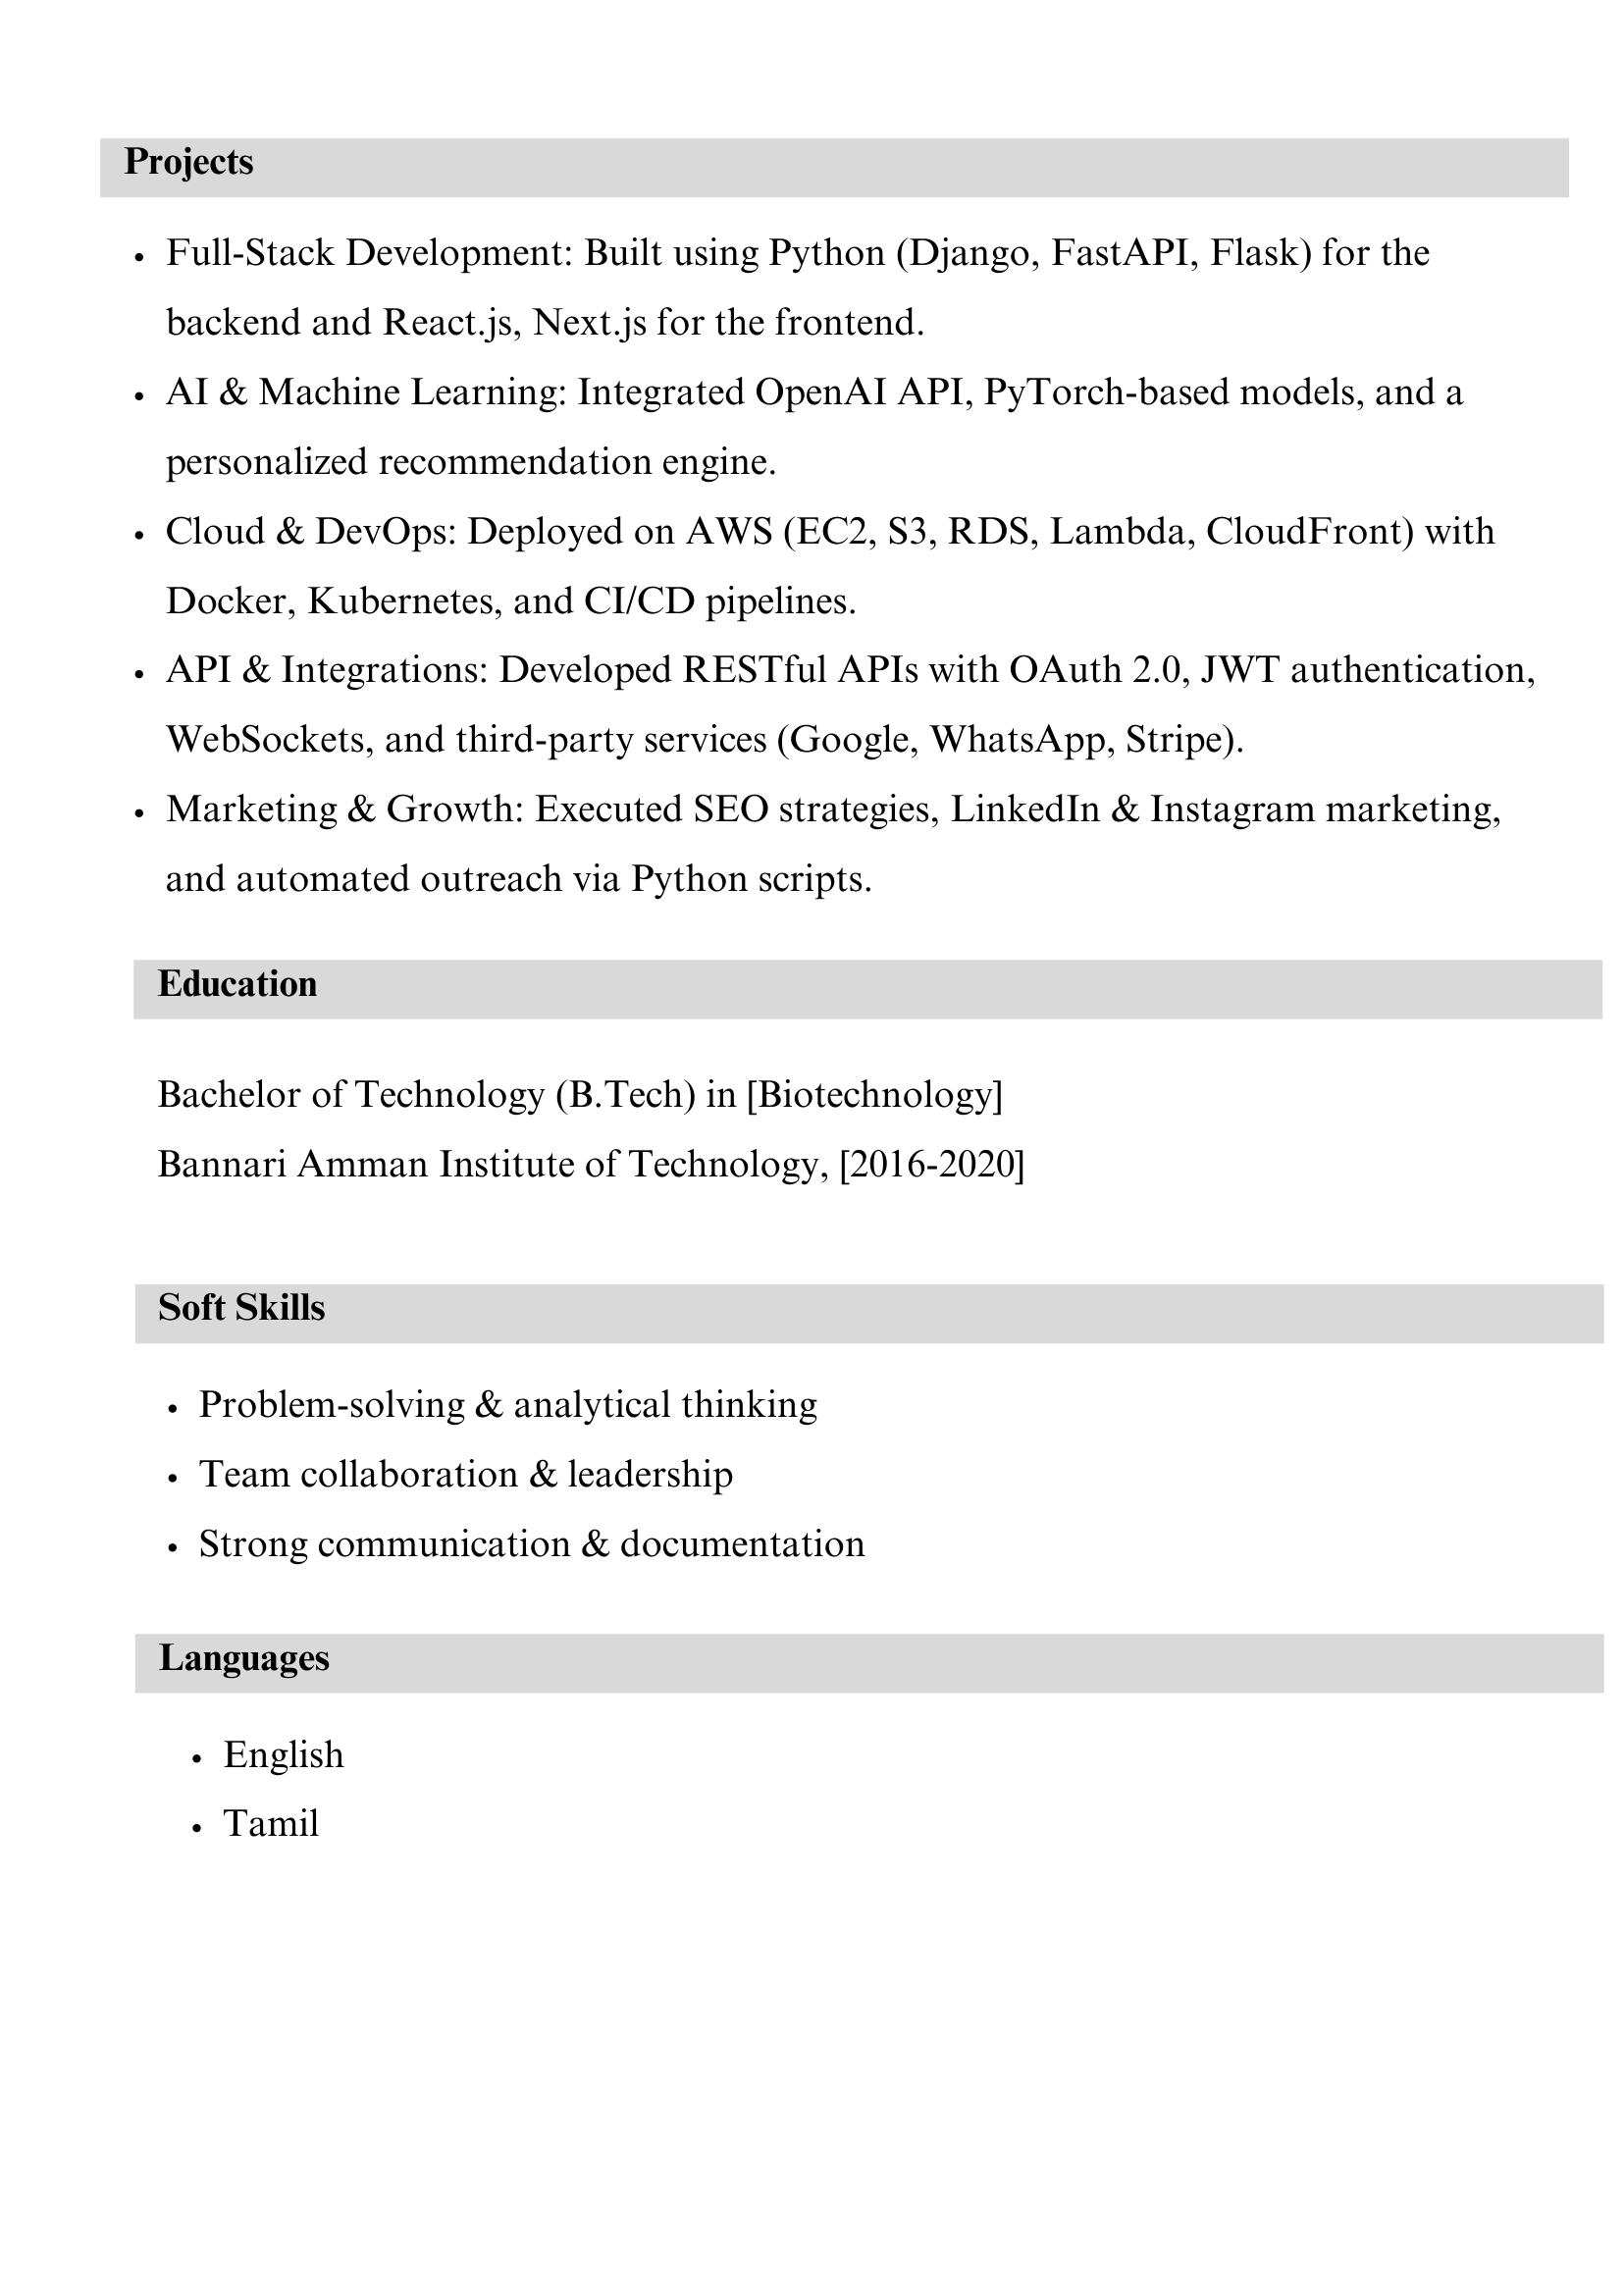 Projects
• Full-Stack Development: Built using Python (Django, FastAPI, Flask) for the
backend and React.js, Next.js for the frontend.
• AI & Machine Learning: Integrated OpenAI API, PyTorch-based models, and a
personalized recommendation engine.
• Cloud & DevOps: Deployed on AWS (EC2, S3, RDS, Lambda, CloudFront) with
Docker, Kubernetes, and CI/CD pipelines.
• API & Integrations: Developed RESTful APIs with OAuth 2.0, JWT authentication,
WebSockets, and third-party services (Google, WhatsApp, Stripe).
• Marketing & Growth: Executed SEO strategies, LinkedIn & Instagram marketing,
and automated outreach via Python scripts.
Education
Bachelor of Technology (B.Tech) in [Biotechnology]
Bannari Amman Institute of Technology, [2016-2020]
Soft Skills
• Problem-solving & analytical thinking
• Team collaboration & leadership
• Strong communication & documentation
Languages
• English
• Tamil